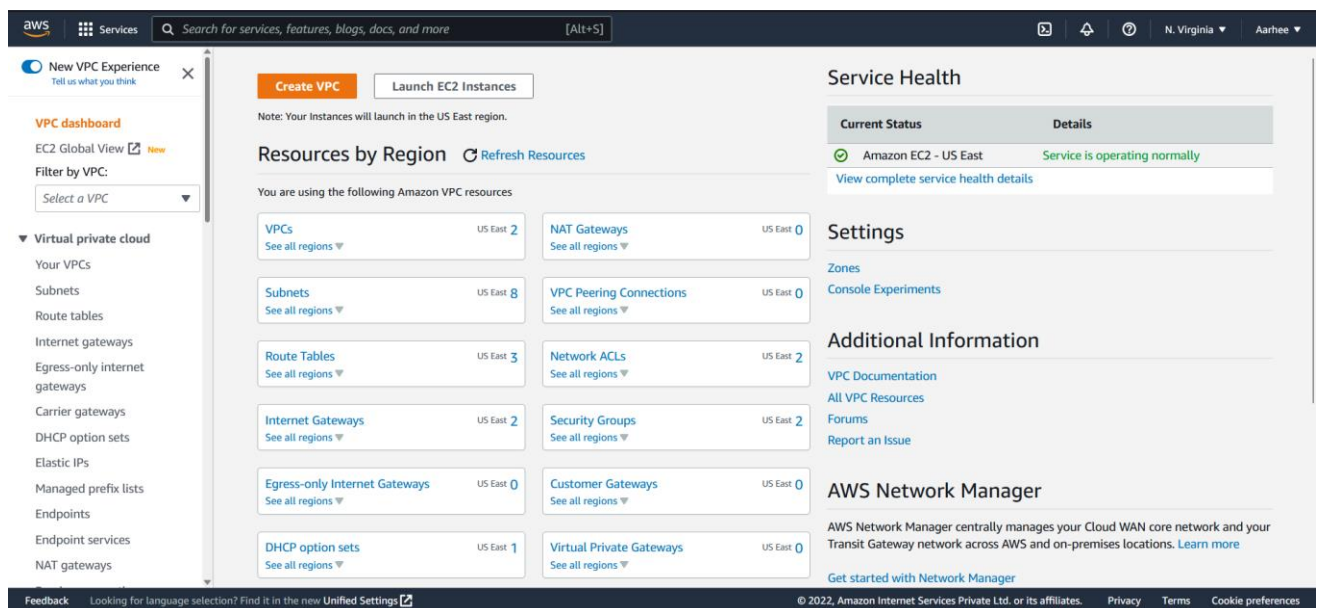 aws
Services
Search for services, features, blogs, docs, and more
[Alt+S]
N. Virginia ▼
Aarhee ▼
New VPC Experience
Tell us what you think
VPC dashboard
EC2 Global View
New
Filter by VPC:
Select a VPC
Virtual private cloud
Your VPCs
Subnets
Route tables
Internet gateways
Egress-only internet
gateways
Carrier gateways
DHCP option sets
Elastic IPs
Managed prefix lists
Endpoints
Endpoint services
NAT gateways
Create VPC
Launch EC2 Instances
Note: Your Instances will launch in the US East region.
Resources by Region
Refresh Resources
You are using the following Amazon VPC resources
VPCs
US East 2
See all regions ▼
NAT Gateways
US East 0
See all regions ▼
Subnets
US East 8
See all regions ▼
VPC Peering Connections
US East 0
See all regions ▼
Route Tables
US East 3
See all regions ▼
Network ACLs
US East 2
See all regions ▼
Internet Gateways
US East 2
See all regions ▼
Security Groups
US East 2
See all regions ▼
Egress-only Internet Gateways
US East 0
See all regions ▼
Customer Gateways
US East 0
See all regions ▼
DHCP option sets
US East 1
See all regions ▼
Virtual Private Gateways
US East 0
See all regions ▼
Service Health
Current Status
Details
Amazon EC2 - US East
Service is operating normally
View complete service health details
Settings
Zones
Console Experiments
Additional Information
VPC Documentation
All VPC Resources
Forums
Report an Issue
AWS Network Manager
AWS Network Manager centrally manages your Cloud WAN core network and your
Transit Gateway network across AWS and on-premises locations. Learn more
Get started with Network Manager
Feedback
Looking for language selection? Find it in the new Unified Settings
© 2022, Amazon Internet Services Private Ltd. or its affiliates.
Privacy
Terms
Cookie preferences